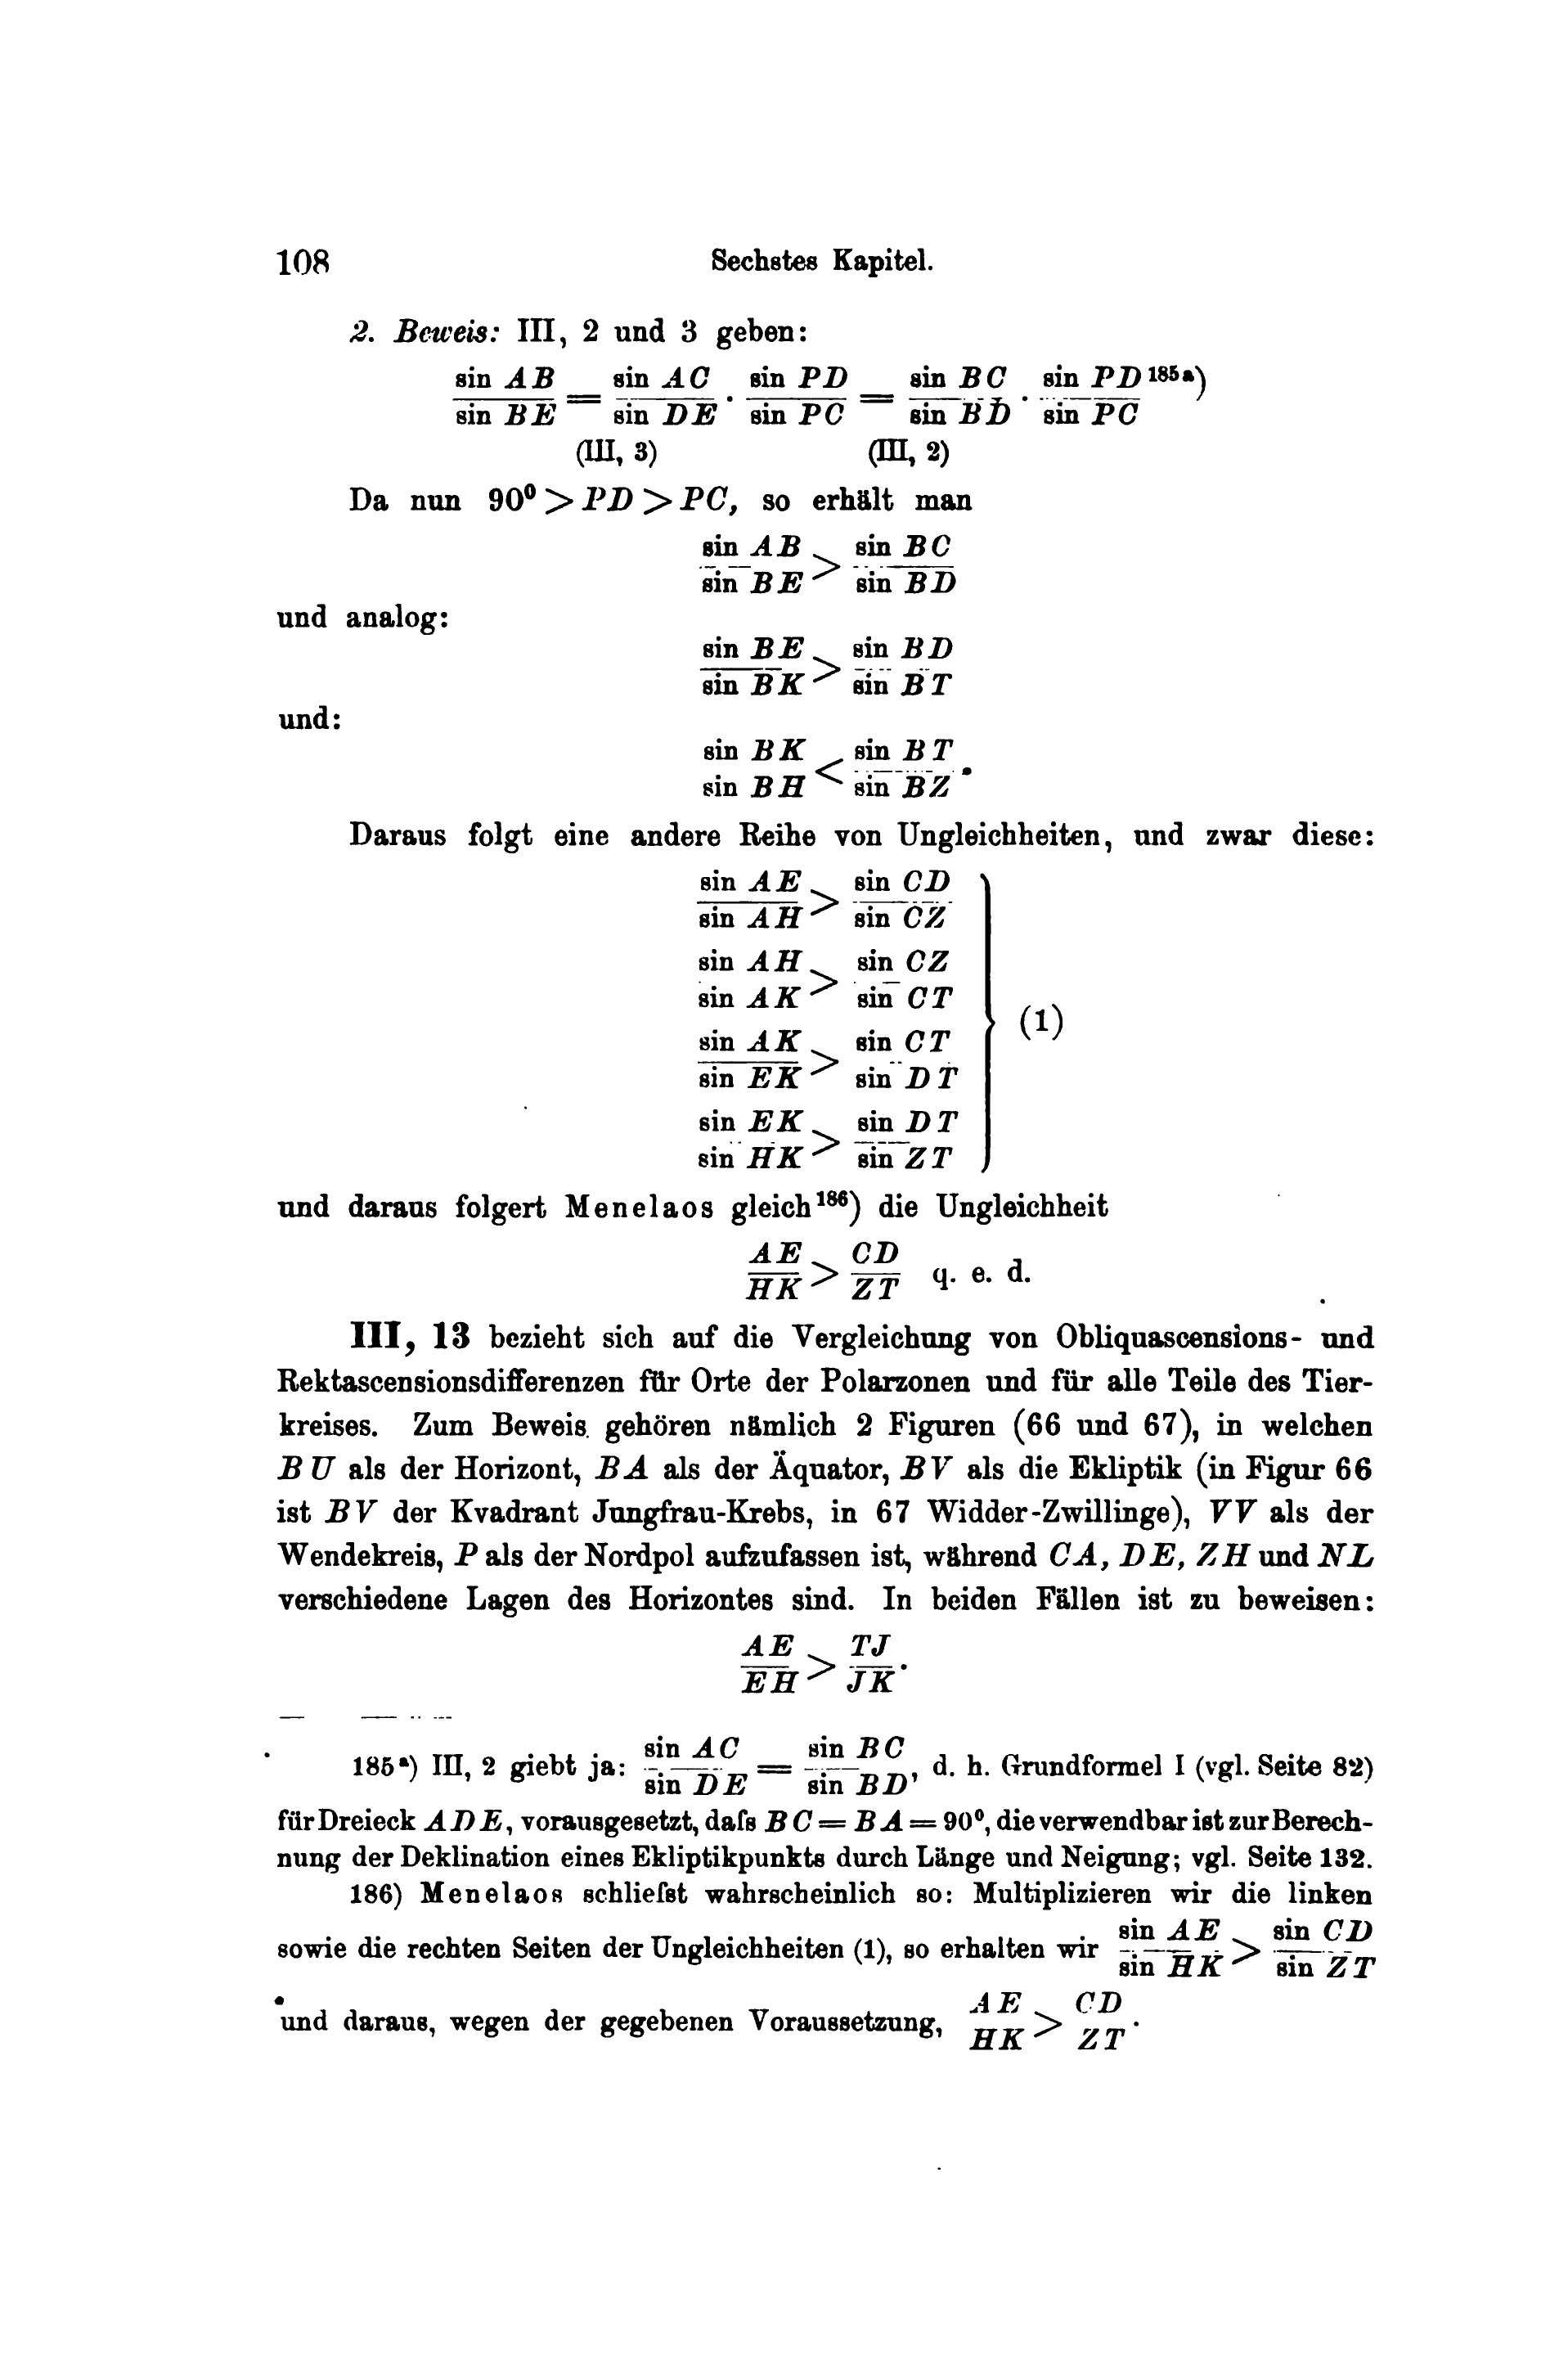 108 Sechstes Kapitel.
2. Beweis: III, 2 und 3 geben:
sin AB / sin BE = sin AC / sin DE · sin PD / sin PC = sin BC / sin BD · sin PD / sin PC ¹⁸⁵ᵃ)
(III, 3) (III, 2)
Da nun 90⁰ > PD > PC, so erhält man
sin AB / sin BE > sin BC / sin BD
und analog:
sin BE / sin BK > sin BD / sin BT
und:
sin BK / sin BH < sin BT / sin BZ .
Daraus folgt eine andere Reihe von Ungleichheiten, und zwar diese:
sin AE / sin AH > sin CD / sin CZ
sin AH / sin AK > sin CZ / sin CT
(1)
sin AK / sin EK > sin CT / sin DT
sin EK / sin HK > sin DT / sin ZT
und daraus folgert Menelaos gleich¹⁸⁶) die Ungleichheit
AE / HK > CD / ZT q. e. d.
III, 13 bezieht sich auf die Vergleichung von Obliquascensions- und
Rektascensionsdifferenzen für Orte der Polarzonen und für alle Teile des Tier-
kreises. Zum Beweis gehören nämlich 2 Figuren (66 und 67), in welchen
BU als der Horizont, BA als der Äquator, BV als die Ekliptik (in Figur 66
ist BV der Kvadrant Jungfrau-Krebs, in 67 Widder-Zwillinge), VV als der
Wendekreis, P als der Nordpol aufzufassen ist, während CA, DE, ZH und NL
verschiedene Lagen des Horizontes sind. In beiden Fällen ist zu beweisen:
AE / EH > TJ / JK .
185ᵃ) III, 2 giebt ja: sin AC / sin DE = sin BC / sin BD, d. h. Grundformel I (vgl. Seite 82)
für Dreieck ADE, vorausgesetzt, daſs BC = BA = 90⁰, die verwendbar ist zur Berech-
nung der Deklination eines Ekliptikpunkts durch Länge und Neigung; vgl. Seite 132.
186) Menelaos schlieſst wahrscheinlich so: Multiplizieren wir die linken
sowie die rechten Seiten der Ungleichheiten (1), so erhalten wir sin AE / sin HK > sin CD / sin ZT
und daraus, wegen der gegebenen Voraussetzung, AE / HK > CD / ZT .